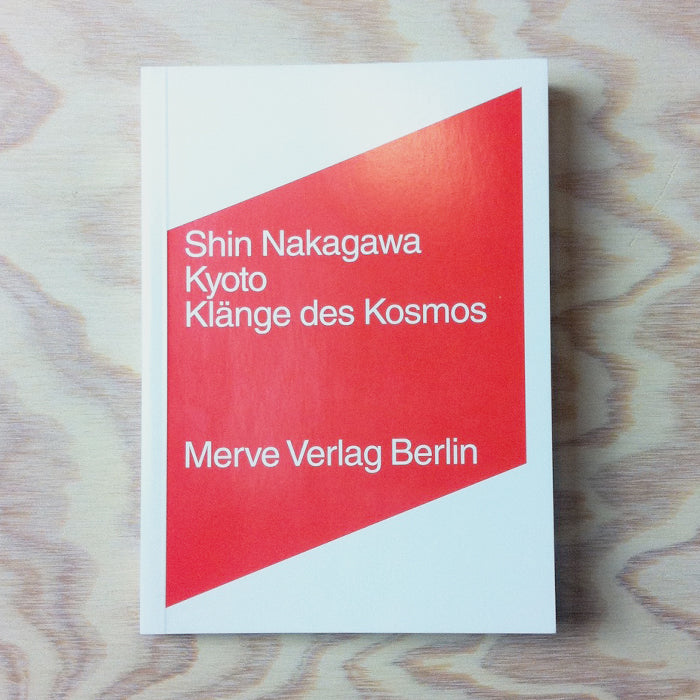 Shin Nakagawa
Kyoto
Klänge des Kosmos
Merve Verlag Berlin